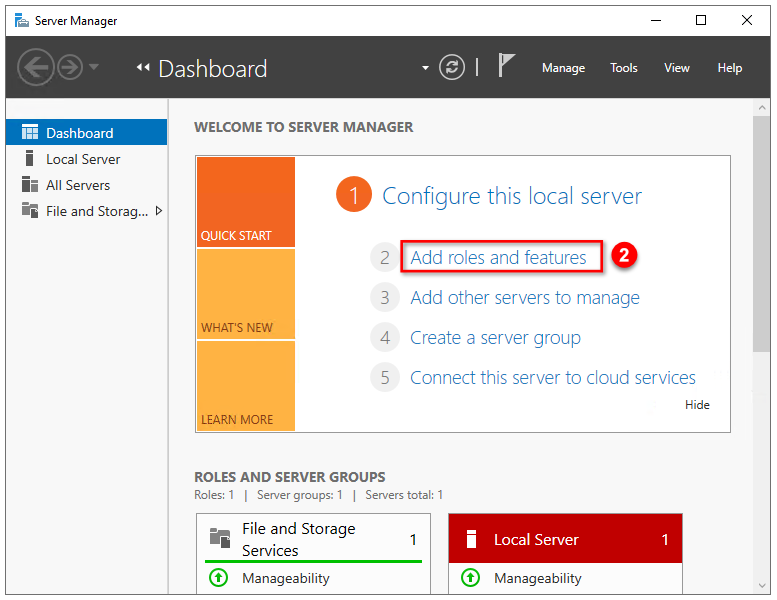 Server Manager
Dashboard
Manage Tools View Help
Dashboard
Local Server
All Servers
File and Storag...
WELCOME TO SERVER MANAGER
QUICK START
WHAT'S NEW
LEARN MORE
1 Configure this local server
2 Add roles and features 2
3 Add other servers to manage
4 Create a server group
5 Connect this server to cloud services
Hide
ROLES AND SERVER GROUPS
Roles: 1 | Server groups: 1 | Servers total: 1
File and Storage
Services 1
Manageability
Local Server 1
Manageability